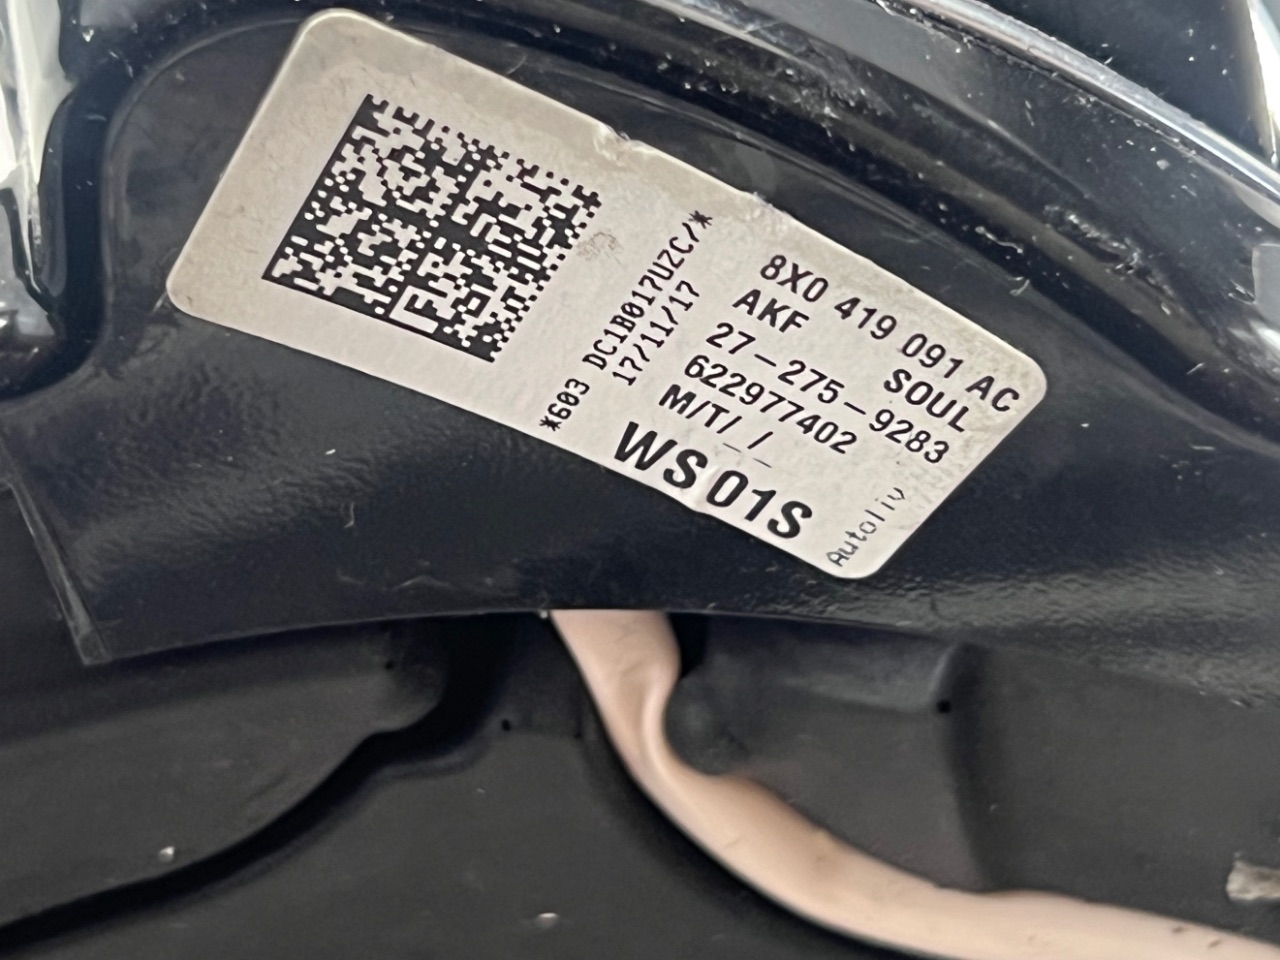 8X0 419 091 AC
AKF SOUL
27-275-9283
622977402
M/T/_/_
WS 01S
*603 DC1B017UZC/*
17/11/17
Autoliv